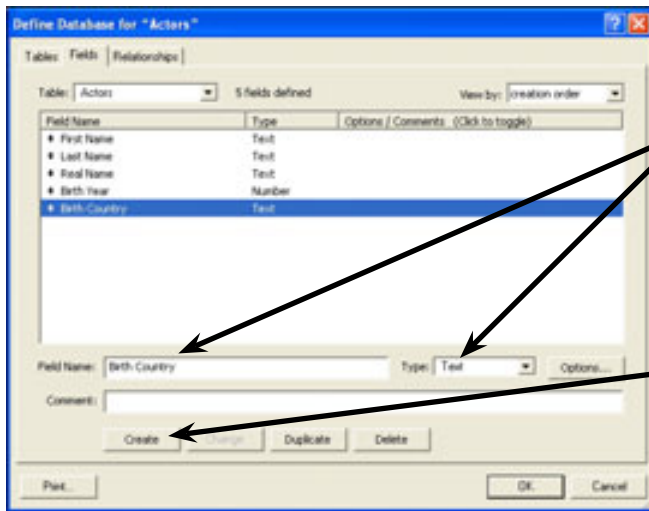 Define Database for "Actors"
Tables Fields Relationships
Table: Actors 5 fields defined View by: creation order
Field Name Type Options / Comments (Click to toggle)
First Name Text
Last Name Text
Real Name Text
Birth Year Number
Birth Country Text
Field Name: Birth Country Type: Text Options...
Comment:
Create Change Duplicate Delete
Print... OK Cancel